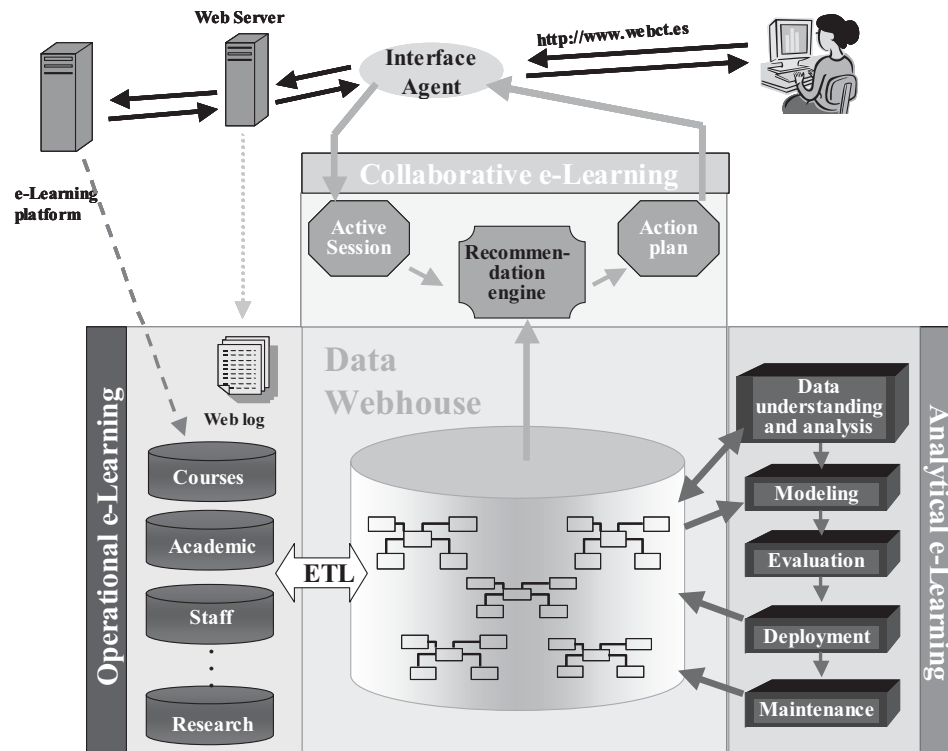 Web Server
http://www.webct.es
Interface
Agent
e-Learning
platform
Collaborative e-Learning
Active
Session
Recommen-
dation
engine
Action
plan
Operational e-Learning
Web log
Courses
Academic
Staff
Research
ETL
Data
Webhouse
Data
understanding
and analysis
Modeling
Evaluation
Deployment
Maintenance
Analytical e-Learning